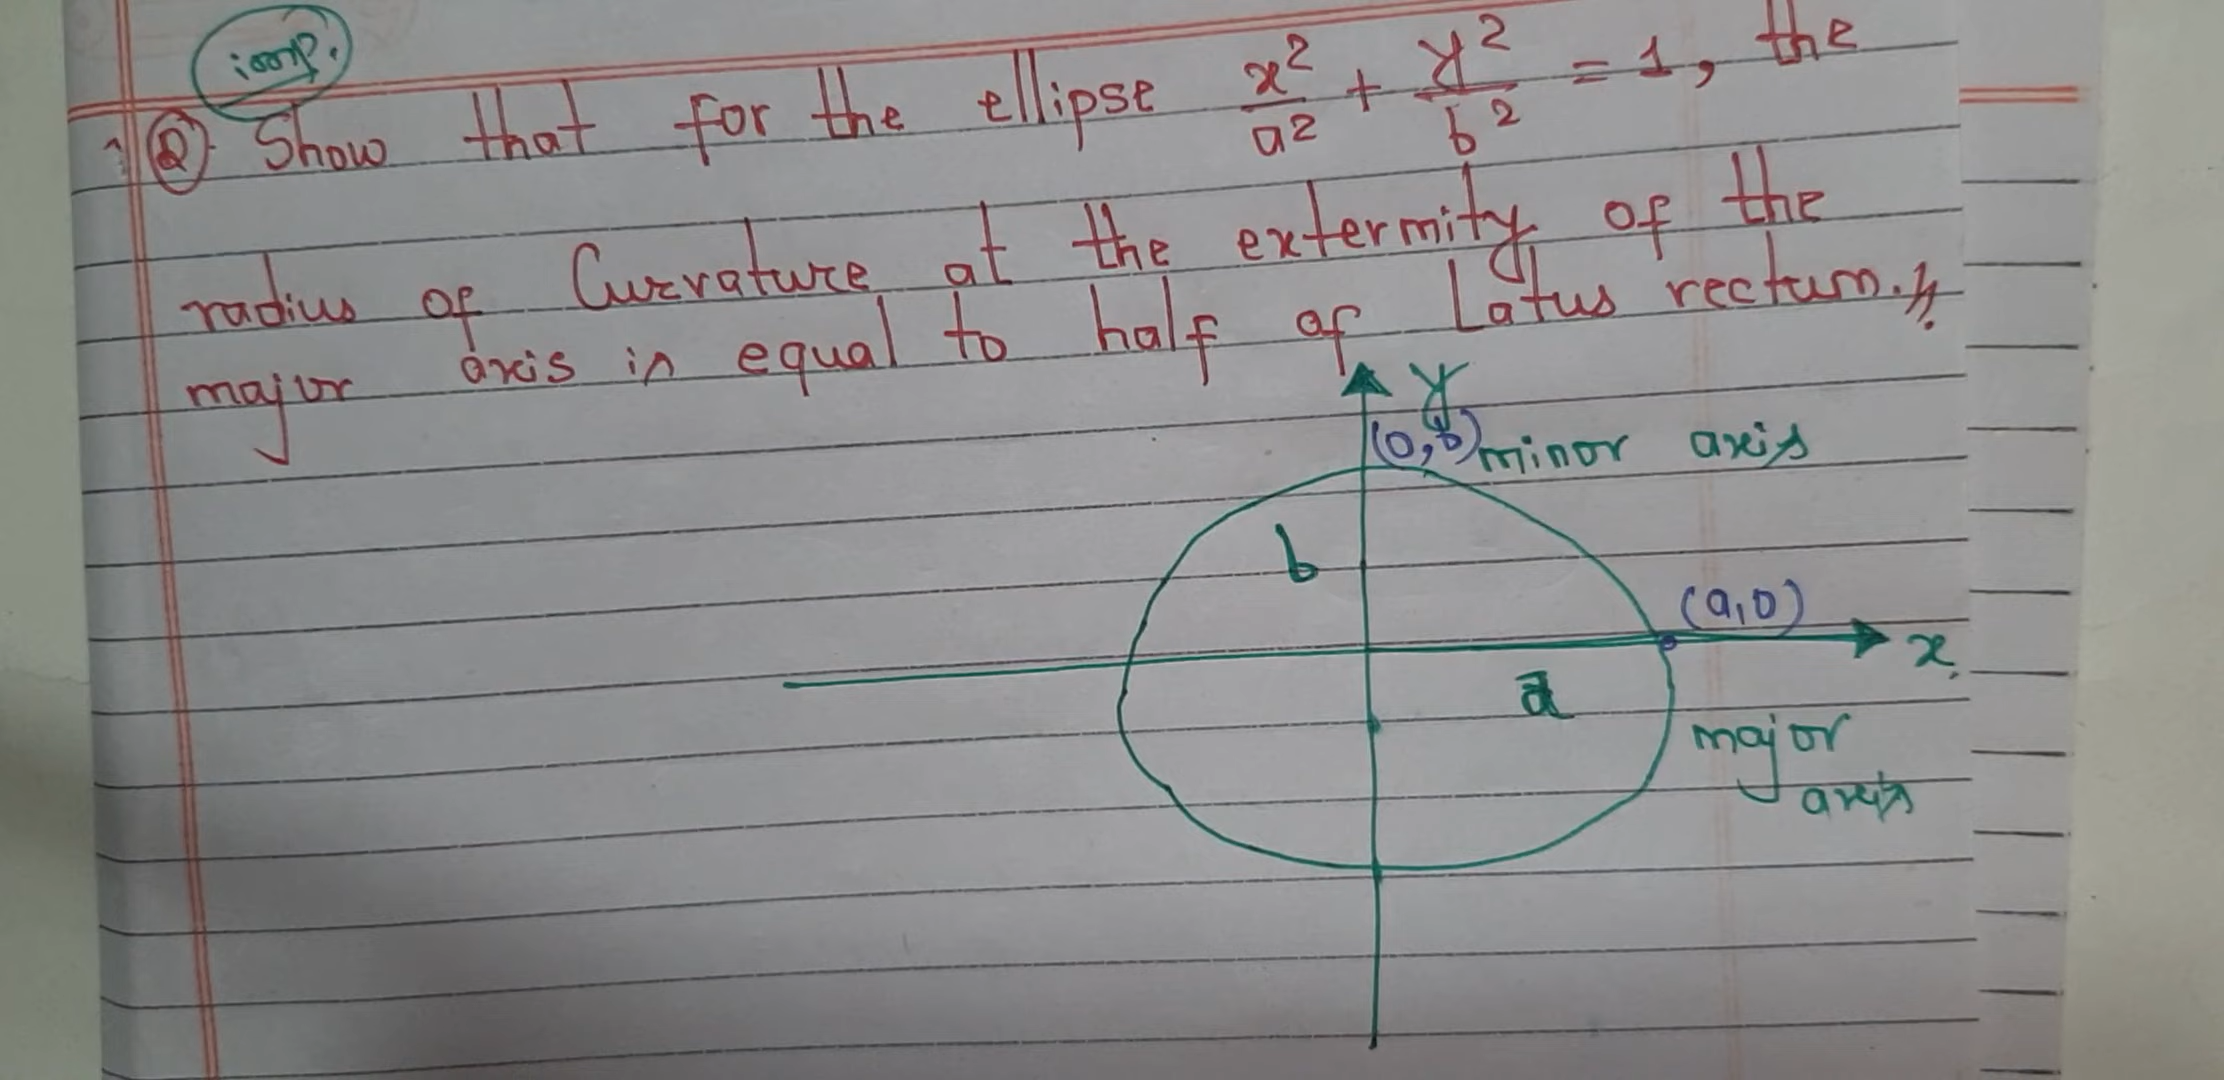 imp.
Q Show that for the ellipse x²/a² + y²/b² = 1, the
radius of Curvature at the extermity of the
major axis is equal to half of Latus rectum.
y
(0,b) minor axis
b
(a,0)
x
a
major
axis